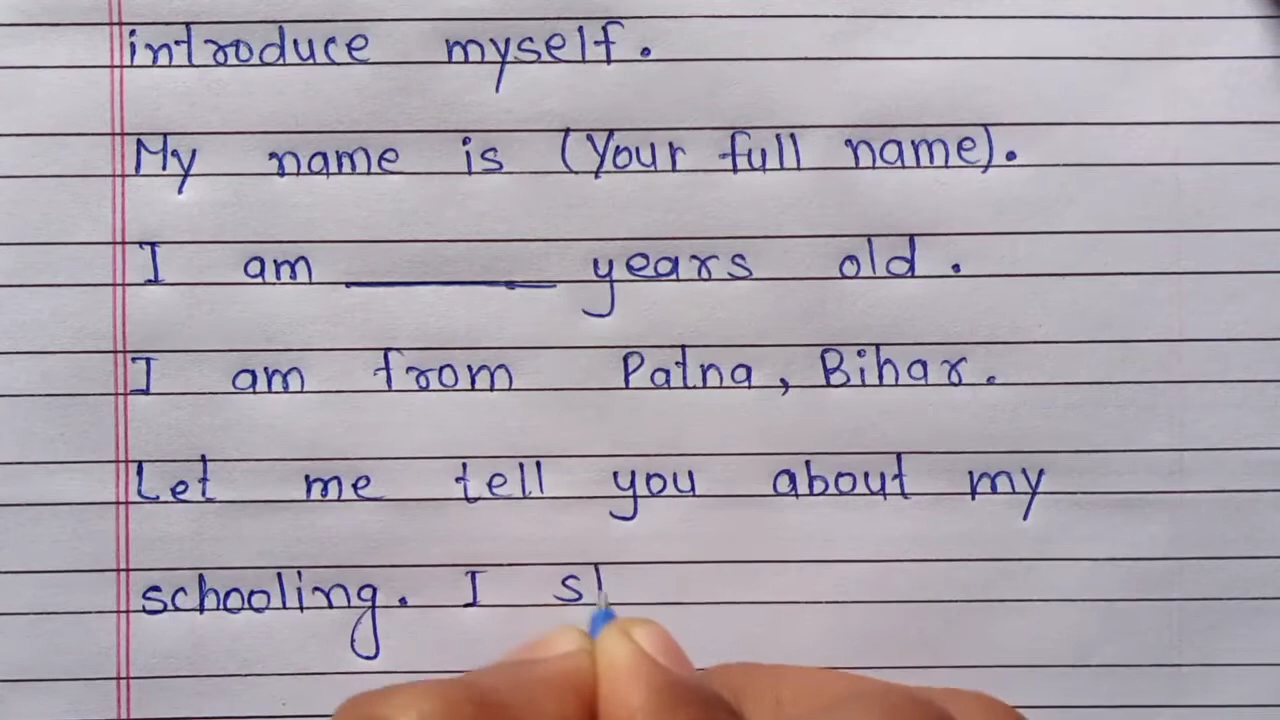 introduce myself.
My name is (Your full name).
I am ______ years old.
I am from Patna, Bihar.
Let me tell you about my
schooling. I